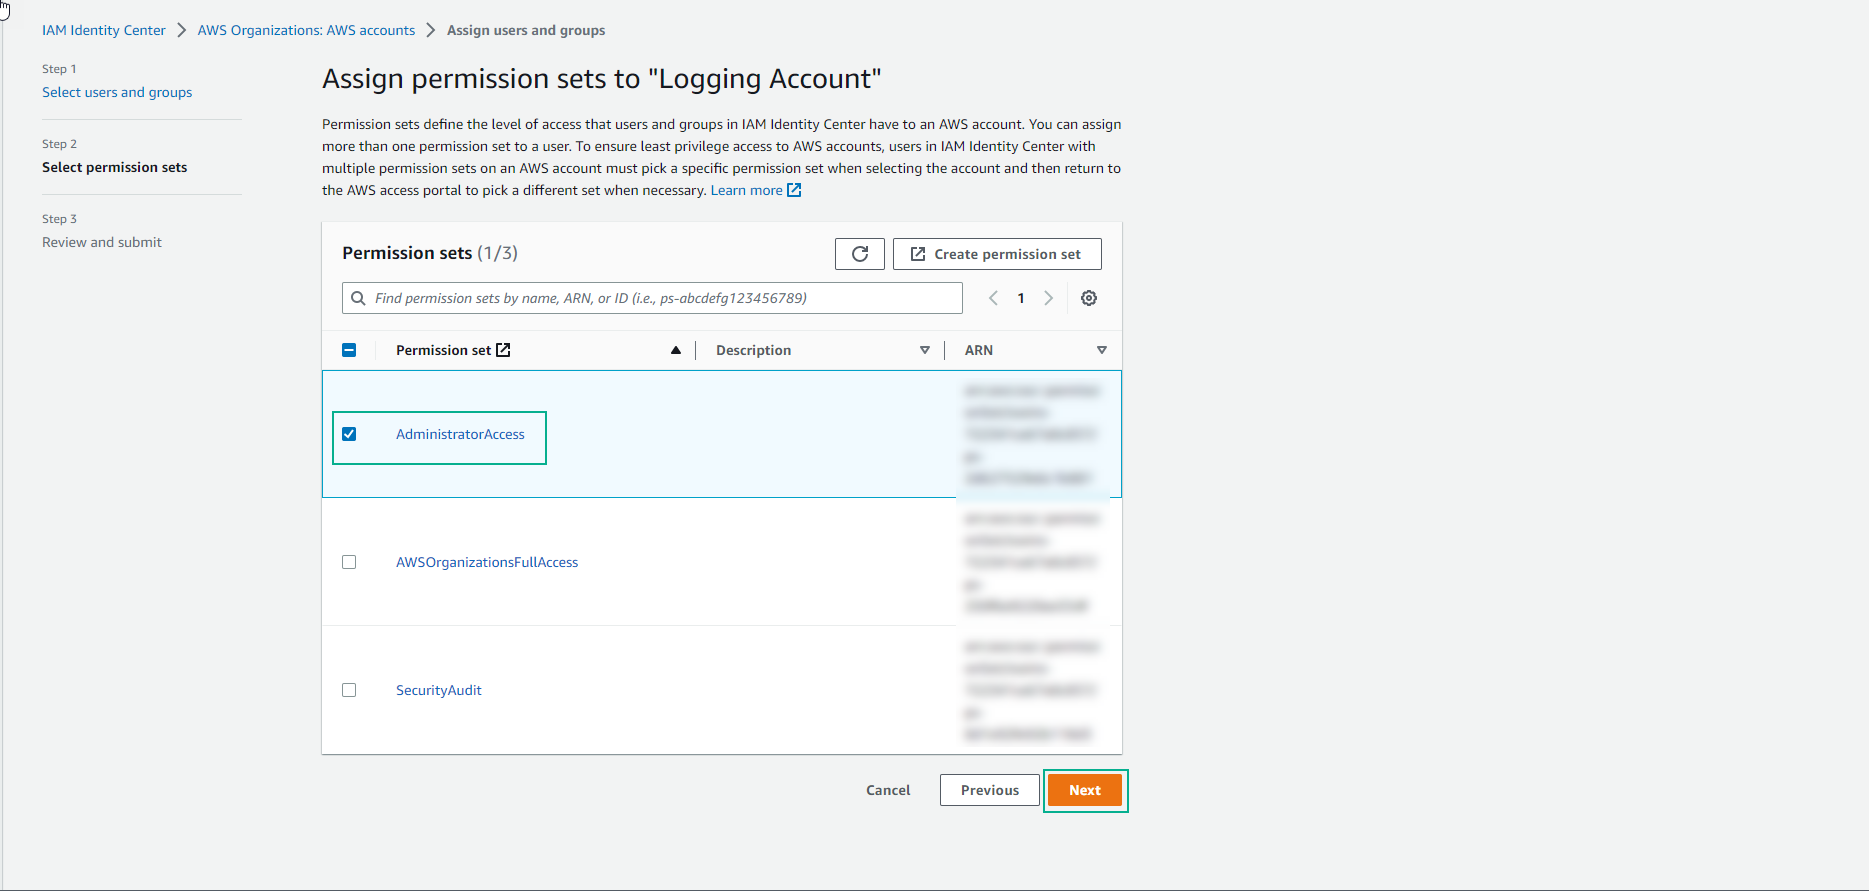 IAM Identity Center > AWS Organizations: AWS accounts > Assign users and groups
Step 1
Select users and groups
Step 2
Select permission sets
Step 3
Review and submit
Assign permission sets to "Logging Account"
Permission sets define the level of access that users and groups in IAM Identity Center have to an AWS account. You can assign
more than one permission set to a user. To ensure least privilege access to AWS accounts, users in IAM Identity Center with
multiple permission sets on an AWS account must pick a specific permission set when selecting the account and then return to
the AWS access portal to pick a different set when necessary. Learn more
Permission sets (1/3)
Create permission set
Find permission sets by name, ARN, or ID (i.e., ps-abcdefg123456789)
1
Permission set Description ARN
AdministratorAccess
AWSOrganizationsFullAccess
SecurityAudit
Cancel Previous Next